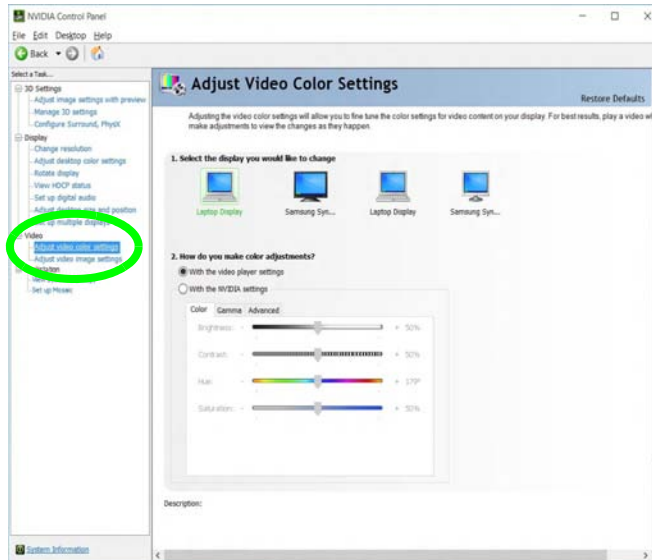 NVIDIA Control Panel
File Edit Desktop Help
Back
Select a Task...
3D Settings
Adjust image settings with preview
Manage 3D settings
Configure Surround, PhysX
Display
Change resolution
Adjust desktop color settings
Rotate display
View HDCP status
Set up digital audio
Adjust desktop size and position
Set up multiple displays
Video
Adjust video color settings
Adjust video image settings
Set up Mosaic
System Information
Adjust Video Color Settings
Restore Defaults
Adjusting the video color settings will allow you to fine tune the color settings for video content on your display. For best results, play a video
make adjustments to view the changes as they happen.
1. Select the display you would like to change
Laptop Display
Samsung Syn...
Laptop Display
Samsung Syn...
2. How do you make color adjustments?
With the video player settings
With the NVIDIA settings
Color Gamma Advanced
Brightness: - + 50%
Contrast: - + 50%
Hue: - + 179°
Saturation: - + 50%
Description: